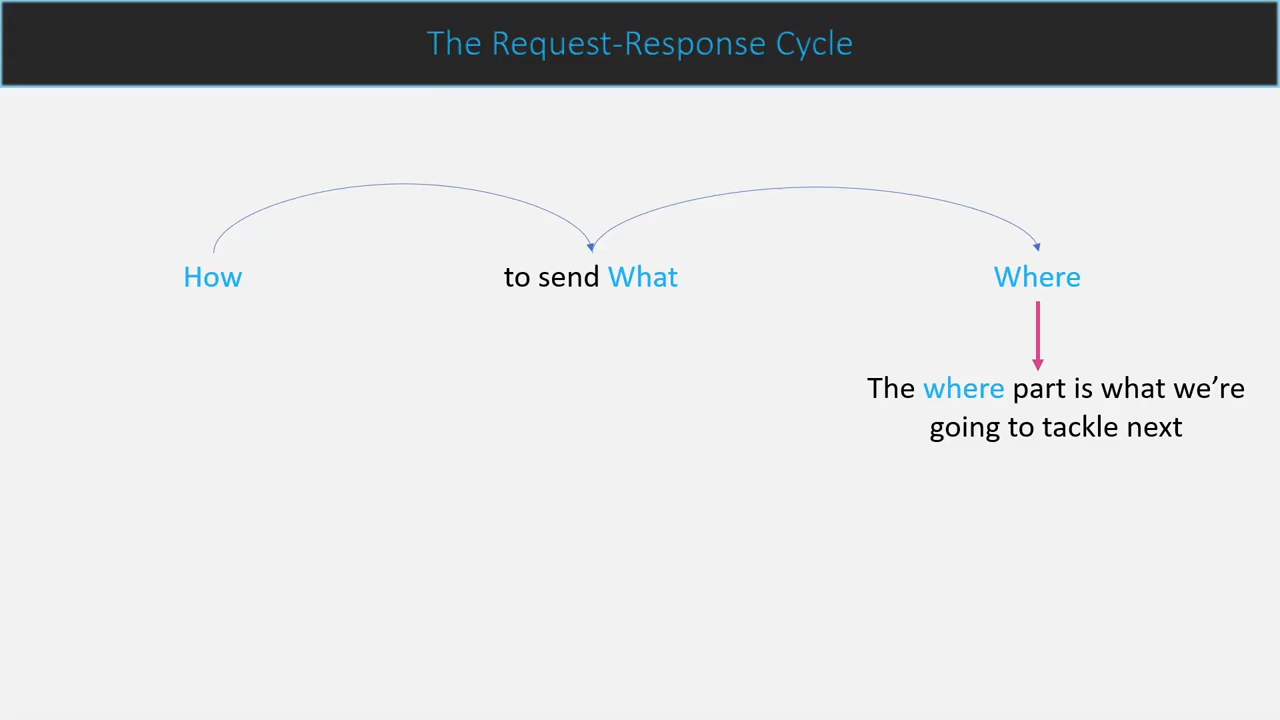 The Request-Response Cycle
How
to send What
Where
The where part is what we’re
going to tackle next